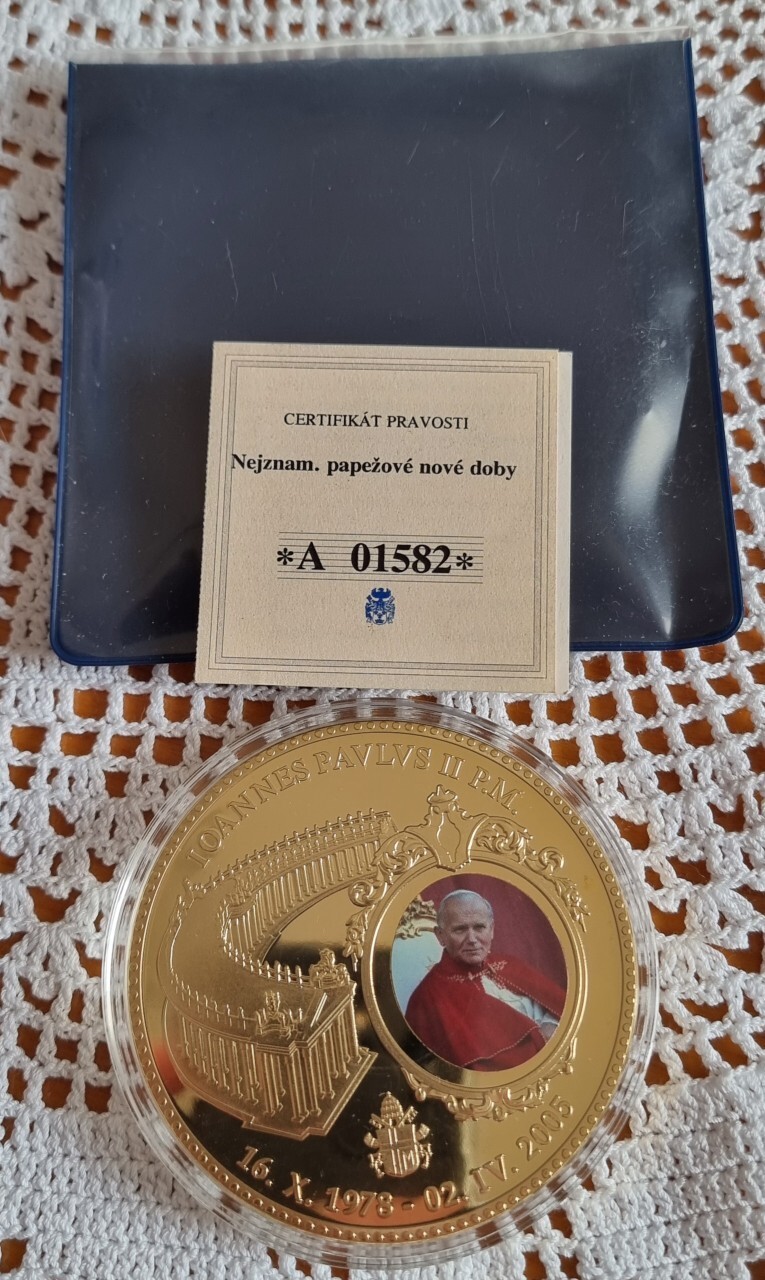 CERTIFIKÁT PRAVOSTI
Nejznam. papežové nové doby
*A 01582*
IOANNES PAVLVS II P.M.
16. X. 1978 - 02. IV. 2005